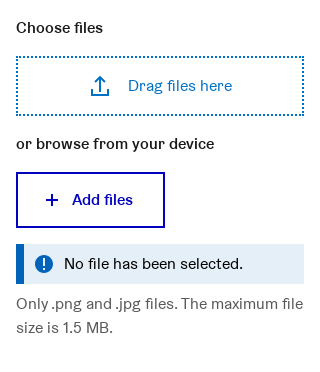 Choose files
Drag files here
or browse from your device
Add files
No file has been selected.
Only .png and .jpg files. The maximum file
size is 1.5 MB.